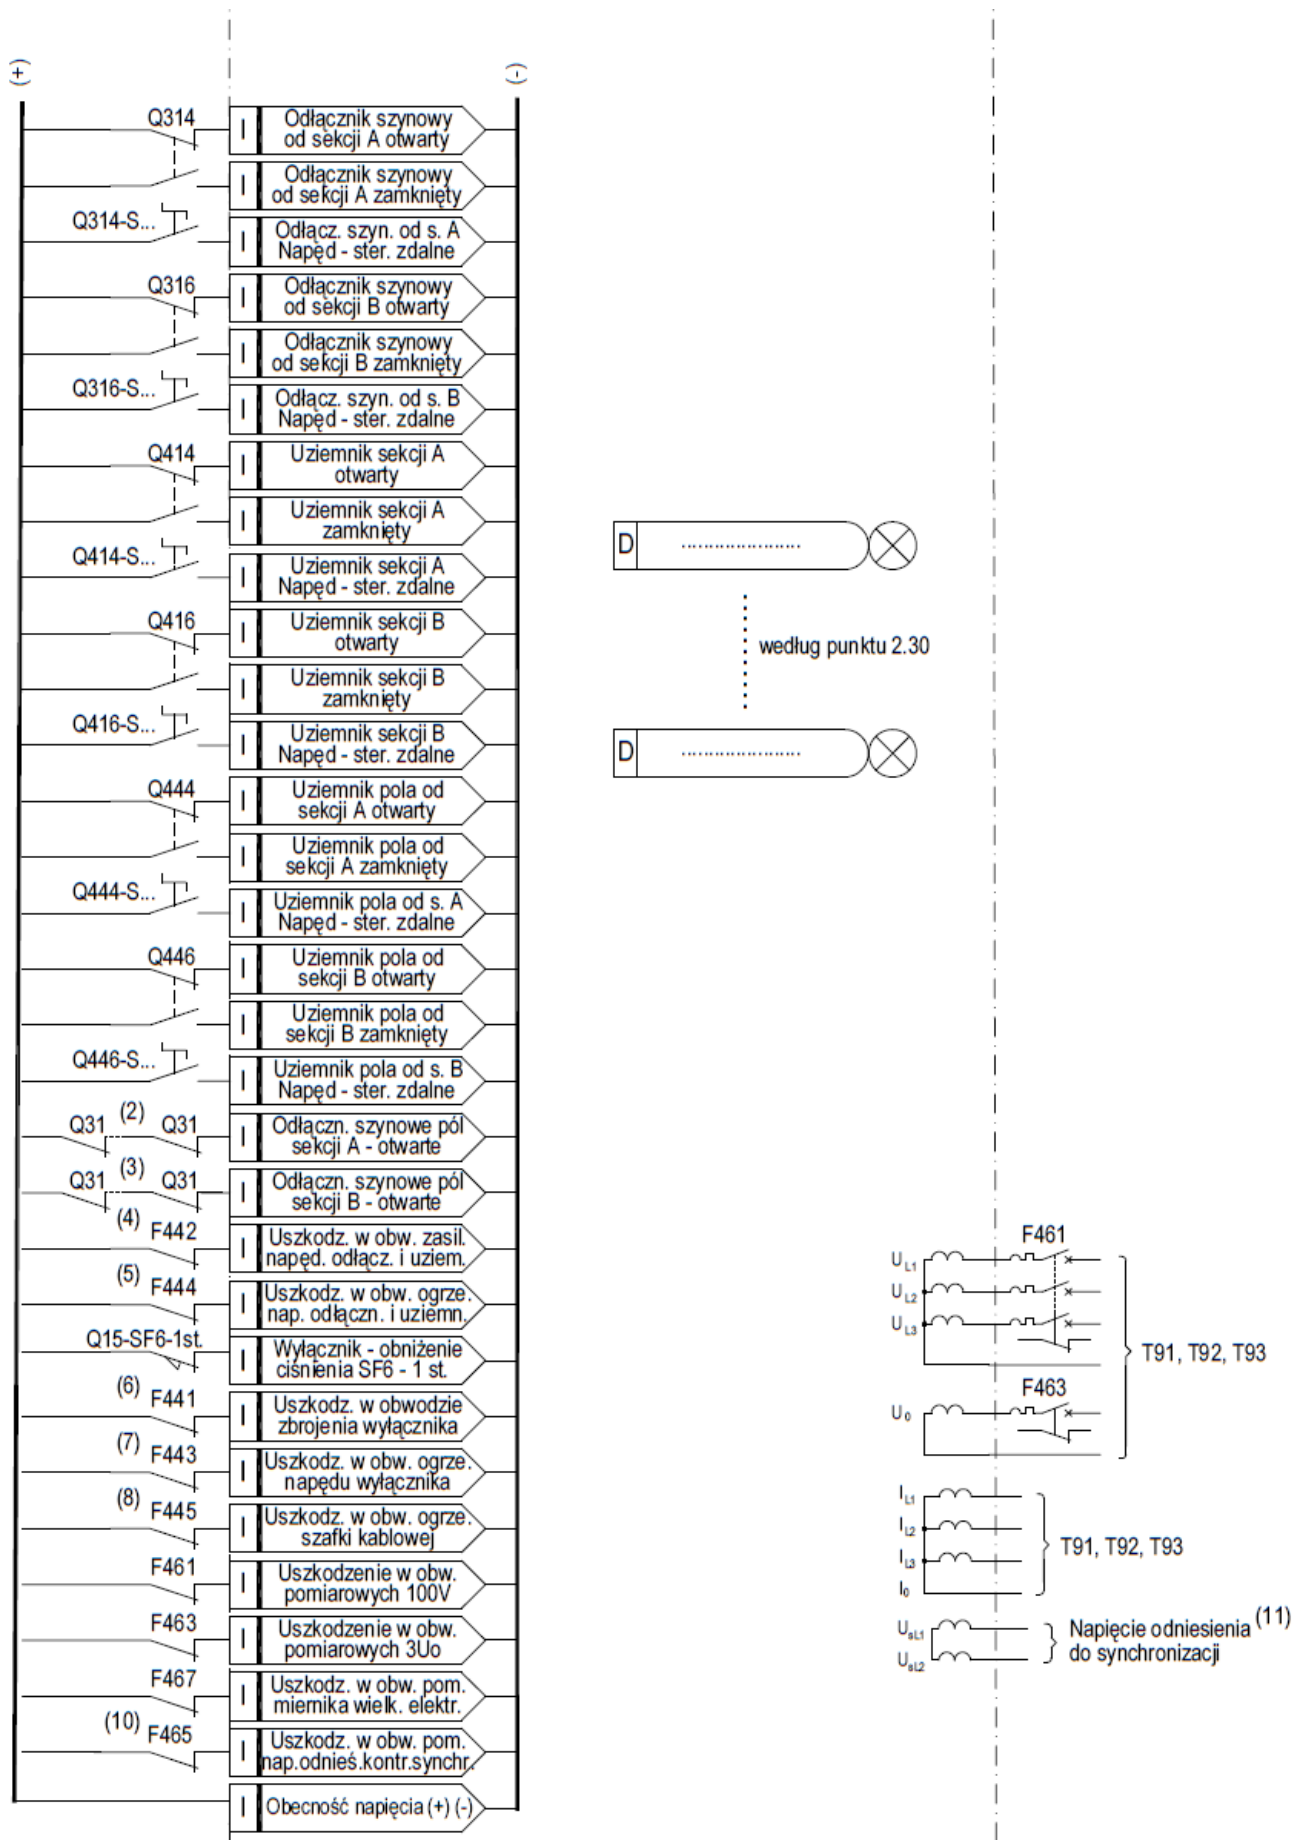 (+)
(-)
Q314
I
Odłącznik szynowy
od sekcji A otwarty
I
Odłącznik szynowy
od sekcji A zamknięty
Q314-S...
I
Odłącz. szyn. od s. A
Napęd - ster. zdalne
Q316
I
Odłącznik szynowy
od sekcji B otwarty
I
Odłącznik szynowy
od sekcji B zamknięty
Q316-S...
I
Odłącz. szyn. od s. B
Napęd - ster. zdalne
Q414
I
Uziemnik sekcji A
otwarty
I
Uziemnik sekcji A
zamknięty
Q414-S...
I
Uziemnik sekcji A
Napęd - ster. zdalne
Q416
I
Uziemnik sekcji B
otwarty
I
Uziemnik sekcji B
zamknięty
Q416-S...
I
Uziemnik sekcji B
Napęd - ster. zdalne
Q444
I
Uziemnik pola od
sekcji A otwarty
I
Uziemnik pola od
sekcji A zamknięty
Q444-S...
I
Uziemnik pola od s. A
Napęd - ster. zdalne
Q446
I
Uziemnik pola od
sekcji B otwarty
I
Uziemnik pola od
sekcji B zamknięty
Q446-S...
I
Uziemnik pola od s. B
Napęd - ster. zdalne
Q31 (2) Q31
I
Odłączn. szynowe pól
sekcji A - otwarte
Q31 (3) Q31
I
Odłączn. szynowe pól
sekcji B - otwarte
(4) F442
I
Uszkodz. w obw. zasil.
napęd. odłącz. i uziem.
(5) F444
I
Uszkodz. w obw. ogrze.
nap. odłączn. i uziemn.
Q15-SF6-1st.
I
Wyłącznik - obniżenie
ciśnienia SF6 - 1 st.
(6) F441
I
Uszkodz. w obwodzie
zbrojenia wyłącznika
(7) F443
I
Uszkodz. w obw. ogrze.
napędu wyłącznika
(8) F445
I
Uszkodz. w obw. ogrze.
szafki kablowej
F461
I
Uszkodzenie w obw.
pomiarowych 100V
F463
I
Uszkodzenie w obw.
pomiarowych 3Uo
F467
I
Uszkodz. w obw. pom.
miernika wielk. elektr.
(10) F465
I
Uszkodz. w obw. pom.
nap.odnieś.kontr.synchr.
I
Obecność napięcia (+) (-)
D .....................
według punktu 2.30
D .....................
F461
U L1
U L2
U L3
T91, T92, T93
F463
U 0
I L1
I L2
I L3
I 0
T91, T92, T93
U sL1
U sL2
Napięcie odniesienia (11)
do synchronizacji